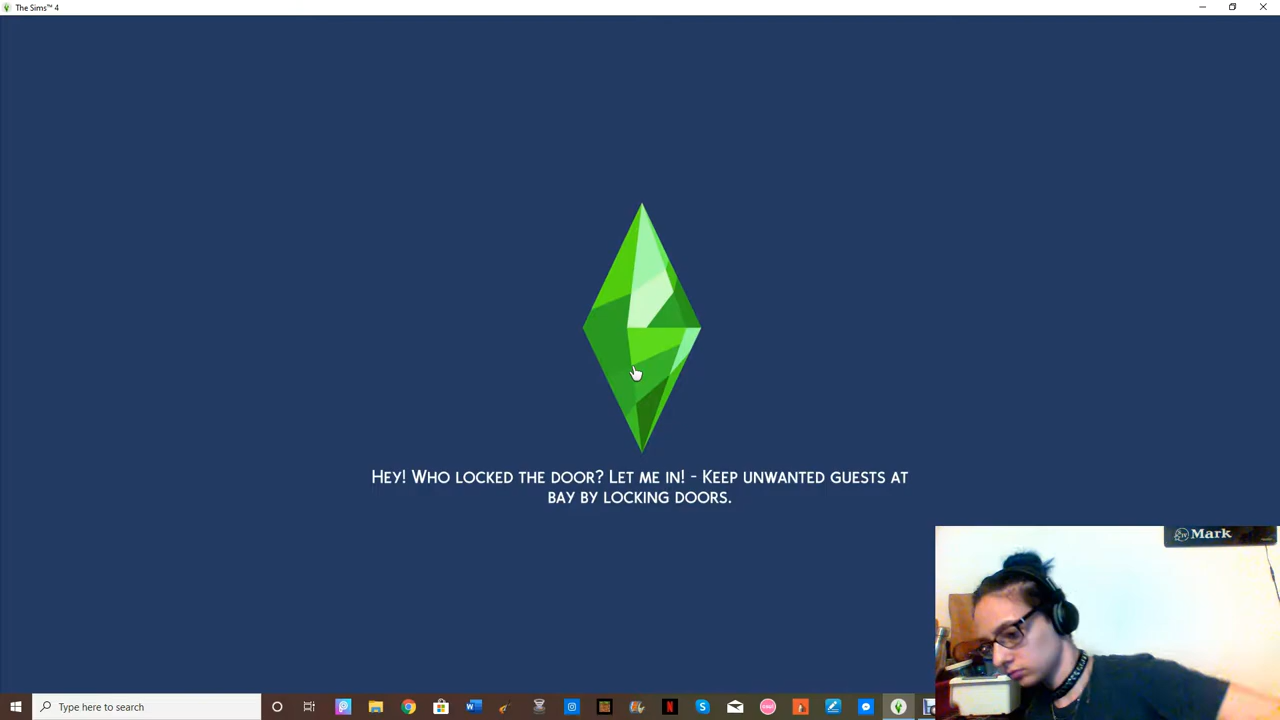 The Sims™ 4
HEY! WHO LOCKED THE DOOR? LET ME IN! - KEEP UNWANTED GUESTS AT
BAY BY LOCKING DOORS.
Mark
Type here to search